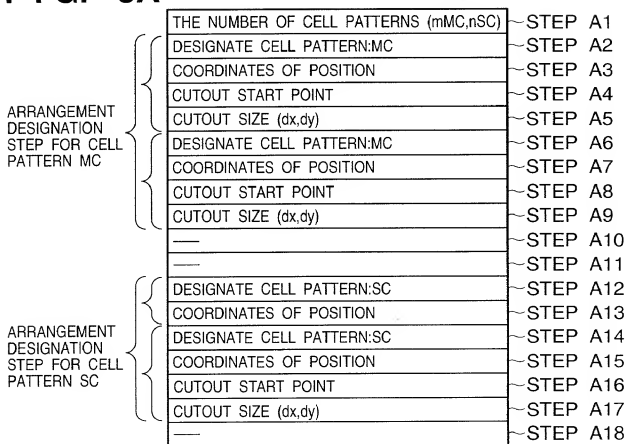 THE NUMBER OF CELL PATTERNS (mMC,nSC) ~STEP A1
DESIGNATE CELL PATTERN:MC ~STEP A2
COORDINATES OF POSITION ~STEP A3
CUTOUT START POINT ~STEP A4
CUTOUT SIZE (dx,dy) ~STEP A5
DESIGNATE CELL PATTERN:MC ~STEP A6
COORDINATES OF POSITION ~STEP A7
CUTOUT START POINT ~STEP A8
CUTOUT SIZE (dx,dy) ~STEP A9
— ~STEP A10
— ~STEP A11
DESIGNATE CELL PATTERN:SC ~STEP A12
COORDINATES OF POSITION ~STEP A13
DESIGNATE CELL PATTERN:SC ~STEP A14
COORDINATES OF POSITION ~STEP A15
CUTOUT START POINT ~STEP A16
CUTOUT SIZE (dx,dy) ~STEP A17
— ~STEP A18
ARRANGEMENT
DESIGNATION
STEP FOR CELL
PATTERN MC
ARRANGEMENT
DESIGNATION
STEP FOR CELL
PATTERN SC